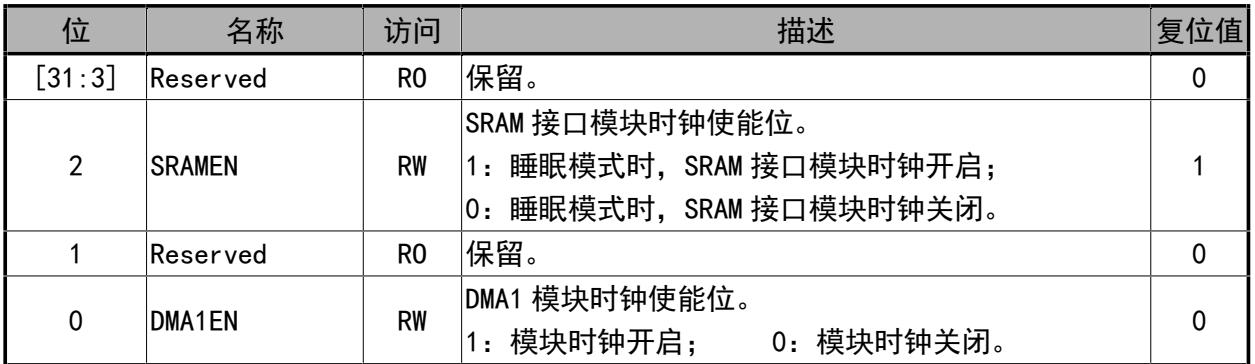 位 名称 访问 描述 复位值
[31:3] Reserved RO 保留。 0
SRAM 接口模块时钟使能位。
2 SRAMEN RW 1：睡眠模式时，SRAM 接口模块时钟开启； 1
0：睡眠模式时，SRAM 接口模块时钟关闭。
1 Reserved RO 保留。 0
DMA1 模块时钟使能位。
0 DMA1EN RW 1：模块时钟开启； 0：模块时钟关闭。 0